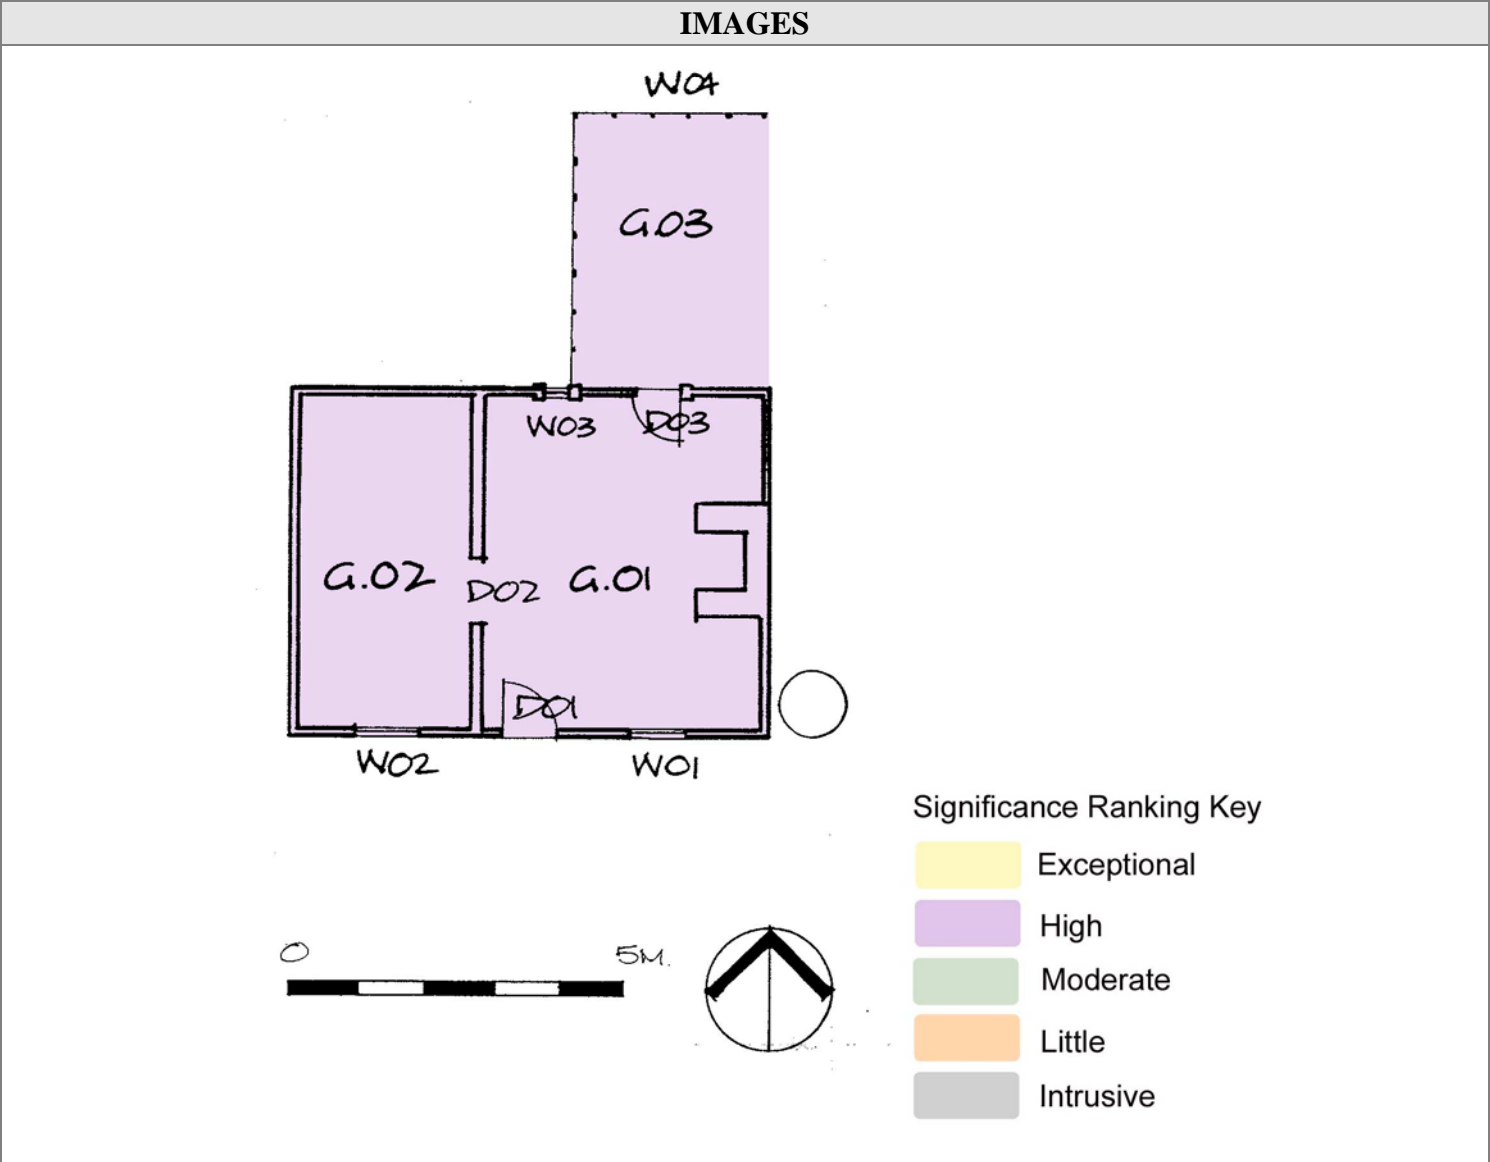 IMAGES
W04
G.03
W03
D03
G.02
D02
G.01
D01
W02
W01
Significance Ranking Key
Exceptional
High
Moderate
Little
Intrusive
0
5M.